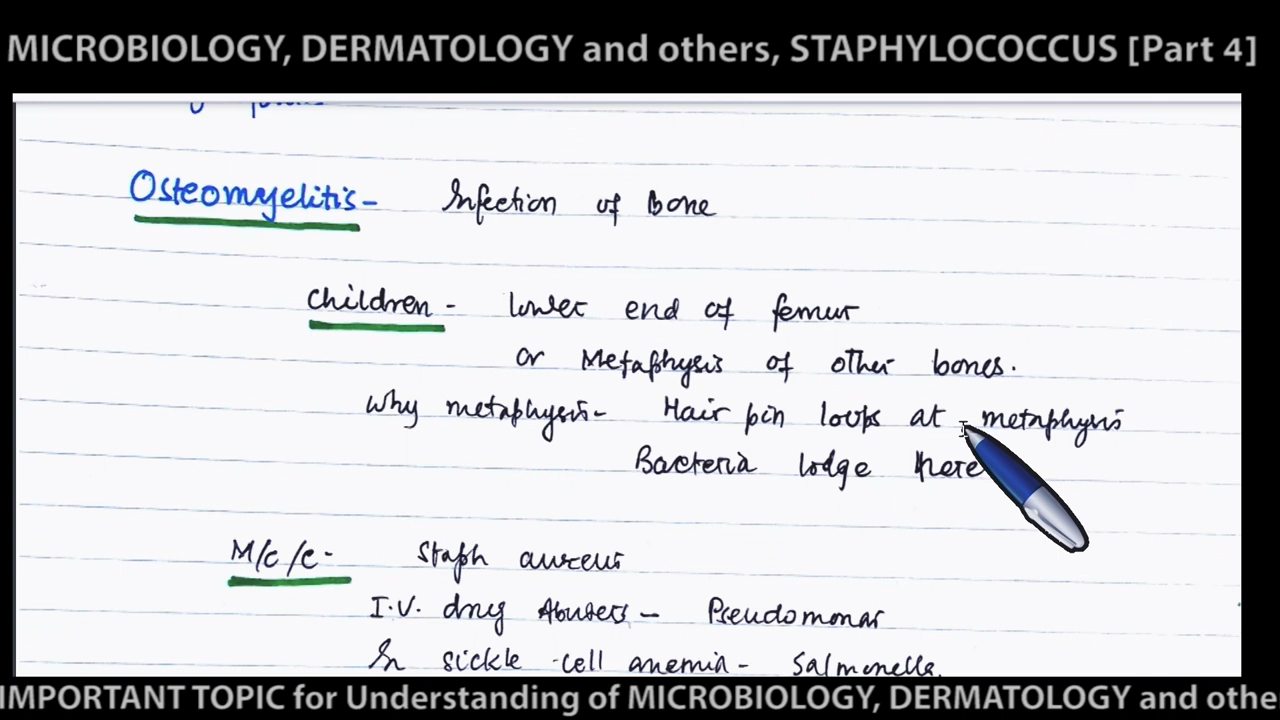 MICROBIOLOGY, DERMATOLOGY and others, STAPHYLOCOCCUS [Part 4]
Osteomyelitis- Infection of bone
children- lower end of femur
or Metaphysis of other bones.
Why metaphysis- Hair pin loops at metaphysis
Bacteria lodge here
M/C/C- Staph aureus
I.V. drug Abusers- Pseudomonas
In sickle cell anemia- Salmonella.
IMPORTANT TOPIC for Understanding of MICROBIOLOGY, DERMATOLOGY and othe